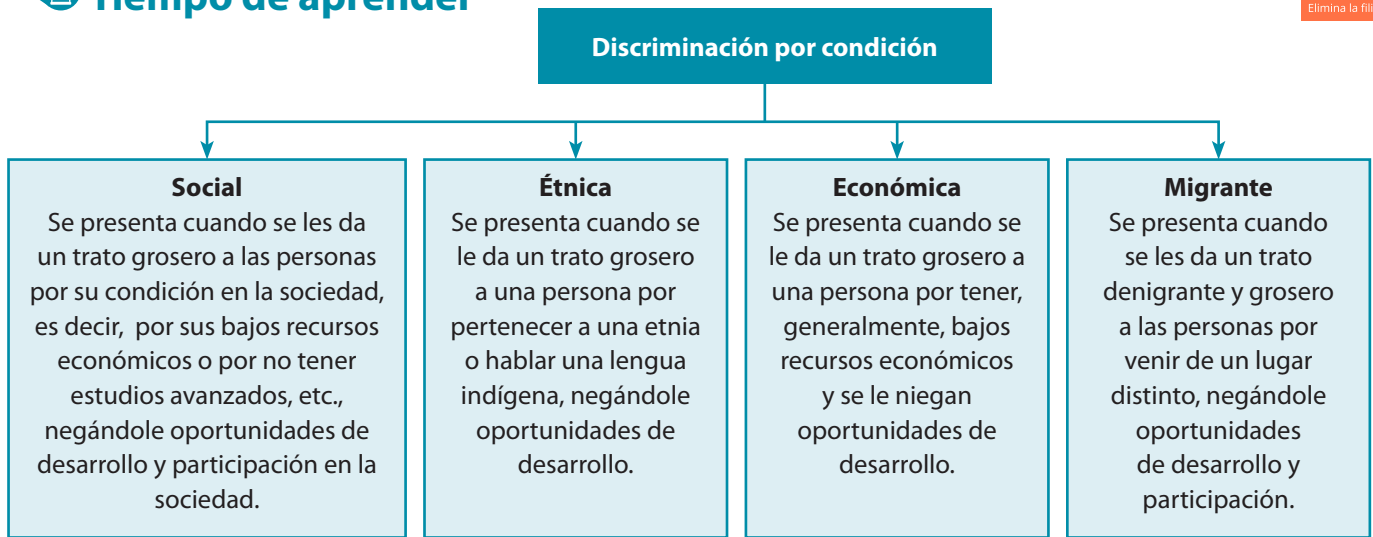 Tiempo de aprender
Elimina la fili
Discriminación por condición
Social
Se presenta cuando se les da
un trato grosero a las personas
por su condición en la sociedad,
es decir, por sus bajos recursos
económicos o por no tener
estudios avanzados, etc.,
negándole oportunidades de
desarrollo y participación en la
sociedad.
Étnica
Se presenta cuando se
le da un trato grosero
a una persona por
pertenecer a una etnia
o hablar una lengua
indígena, negándole
oportunidades de
desarrollo.
Económica
Se presenta cuando se
le da un trato grosero a
una persona por tener,
generalmente, bajos
recursos económicos
y se le niegan
oportunidades de
desarrollo.
Migrante
Se presenta cuando
se les da un trato
denigrante y grosero
a las personas por
venir de un lugar
distinto, negándole
oportunidades
de desarrollo y
participación.